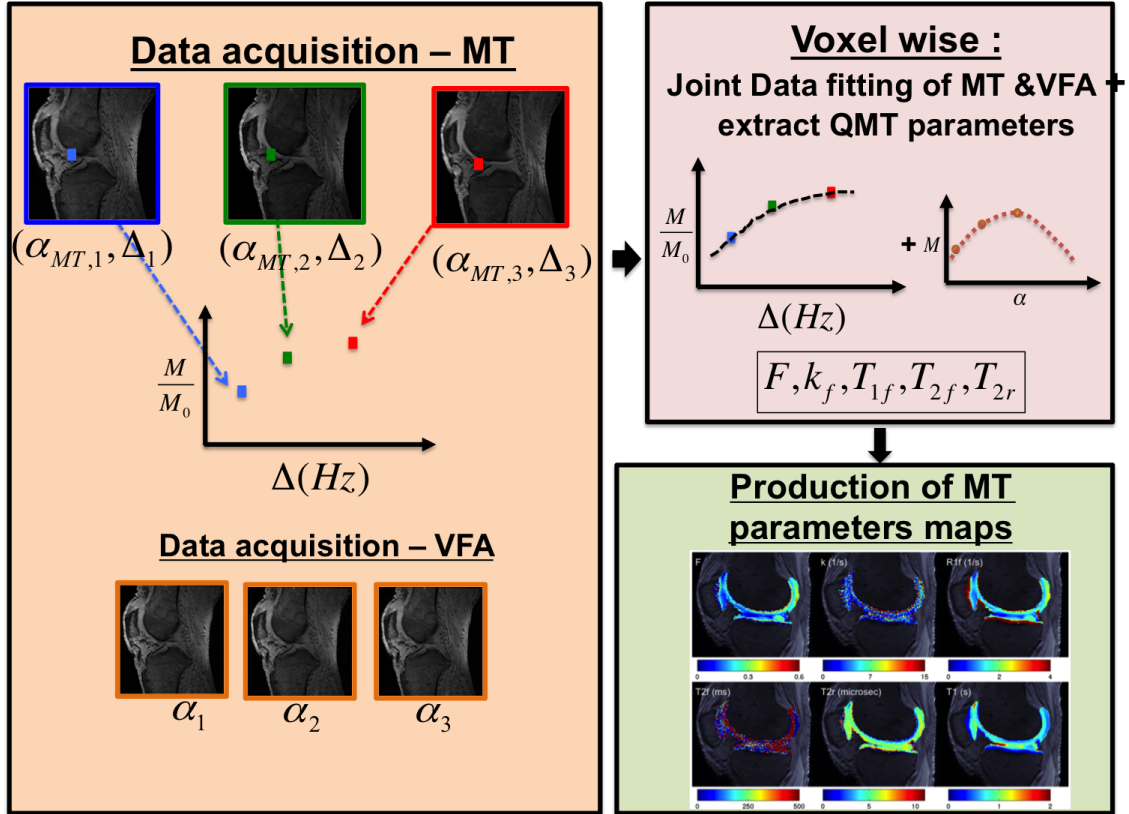 Data acquisition – MT
(α_{MT,1}, Δ_1)
(α_{MT,2}, Δ_2)
(α_{MT,3}, Δ_3)
M
M_0
Δ(Hz)
Data acquisition – VFA
α_1
α_2
α_3
Voxel wise :
Joint Data fitting of MT &VFA +
extract QMT parameters
M
M_0
Δ(Hz)
+ M
α
F, k_f, T_{1f}, T_{2f}, T_{2r}
Production of MT
parameters maps
F
k (1/s)
R1f (1/s)
0 0.3 0.6
0 7 15
0 2 4
T2f (ms)
T2r (microsec)
T1 (s)
0 250 500
0 5 10
0 1 2